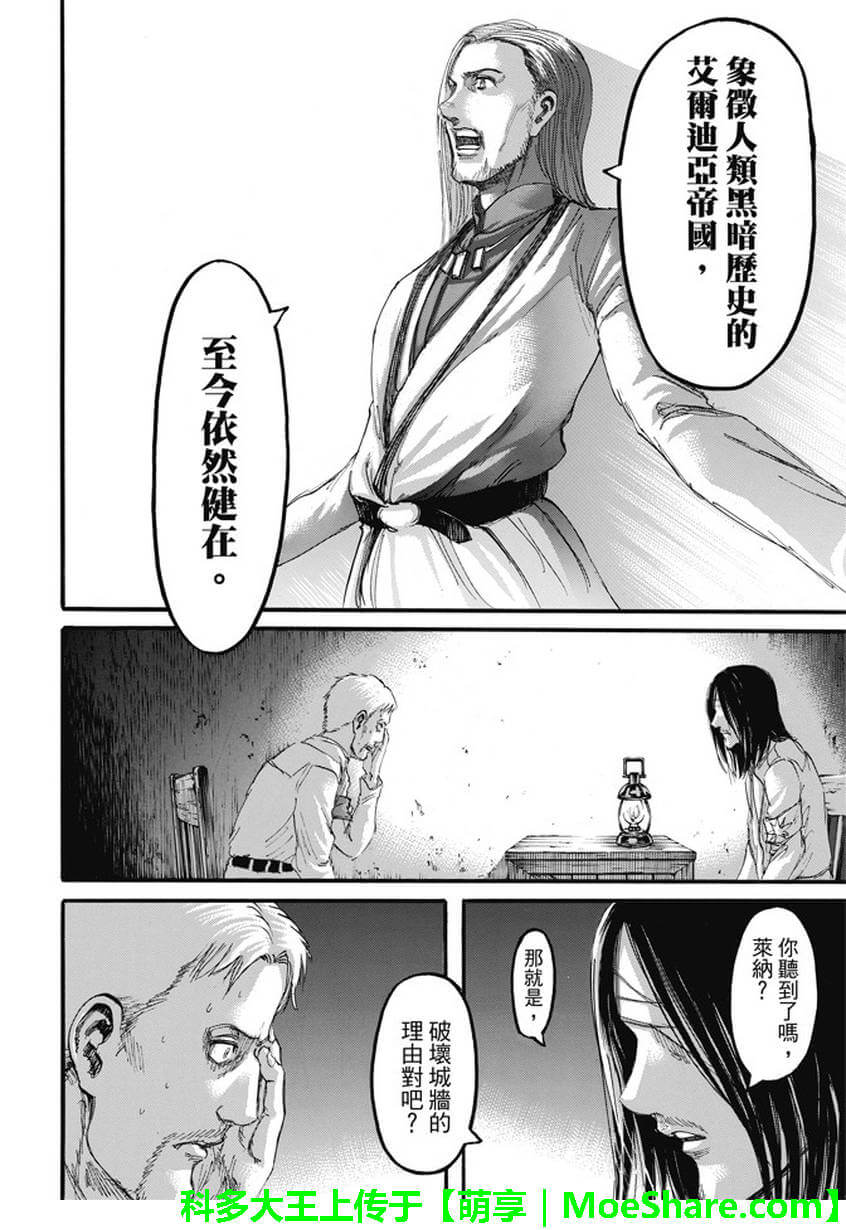 象徵人類黑暗歷史的
艾爾迪亞帝國，
至今依然健在。
你聽到了嗎，
萊納？
那就是，
破壞城牆的
理由對吧？
科多大王上传于【萌享｜MoeShare.com】